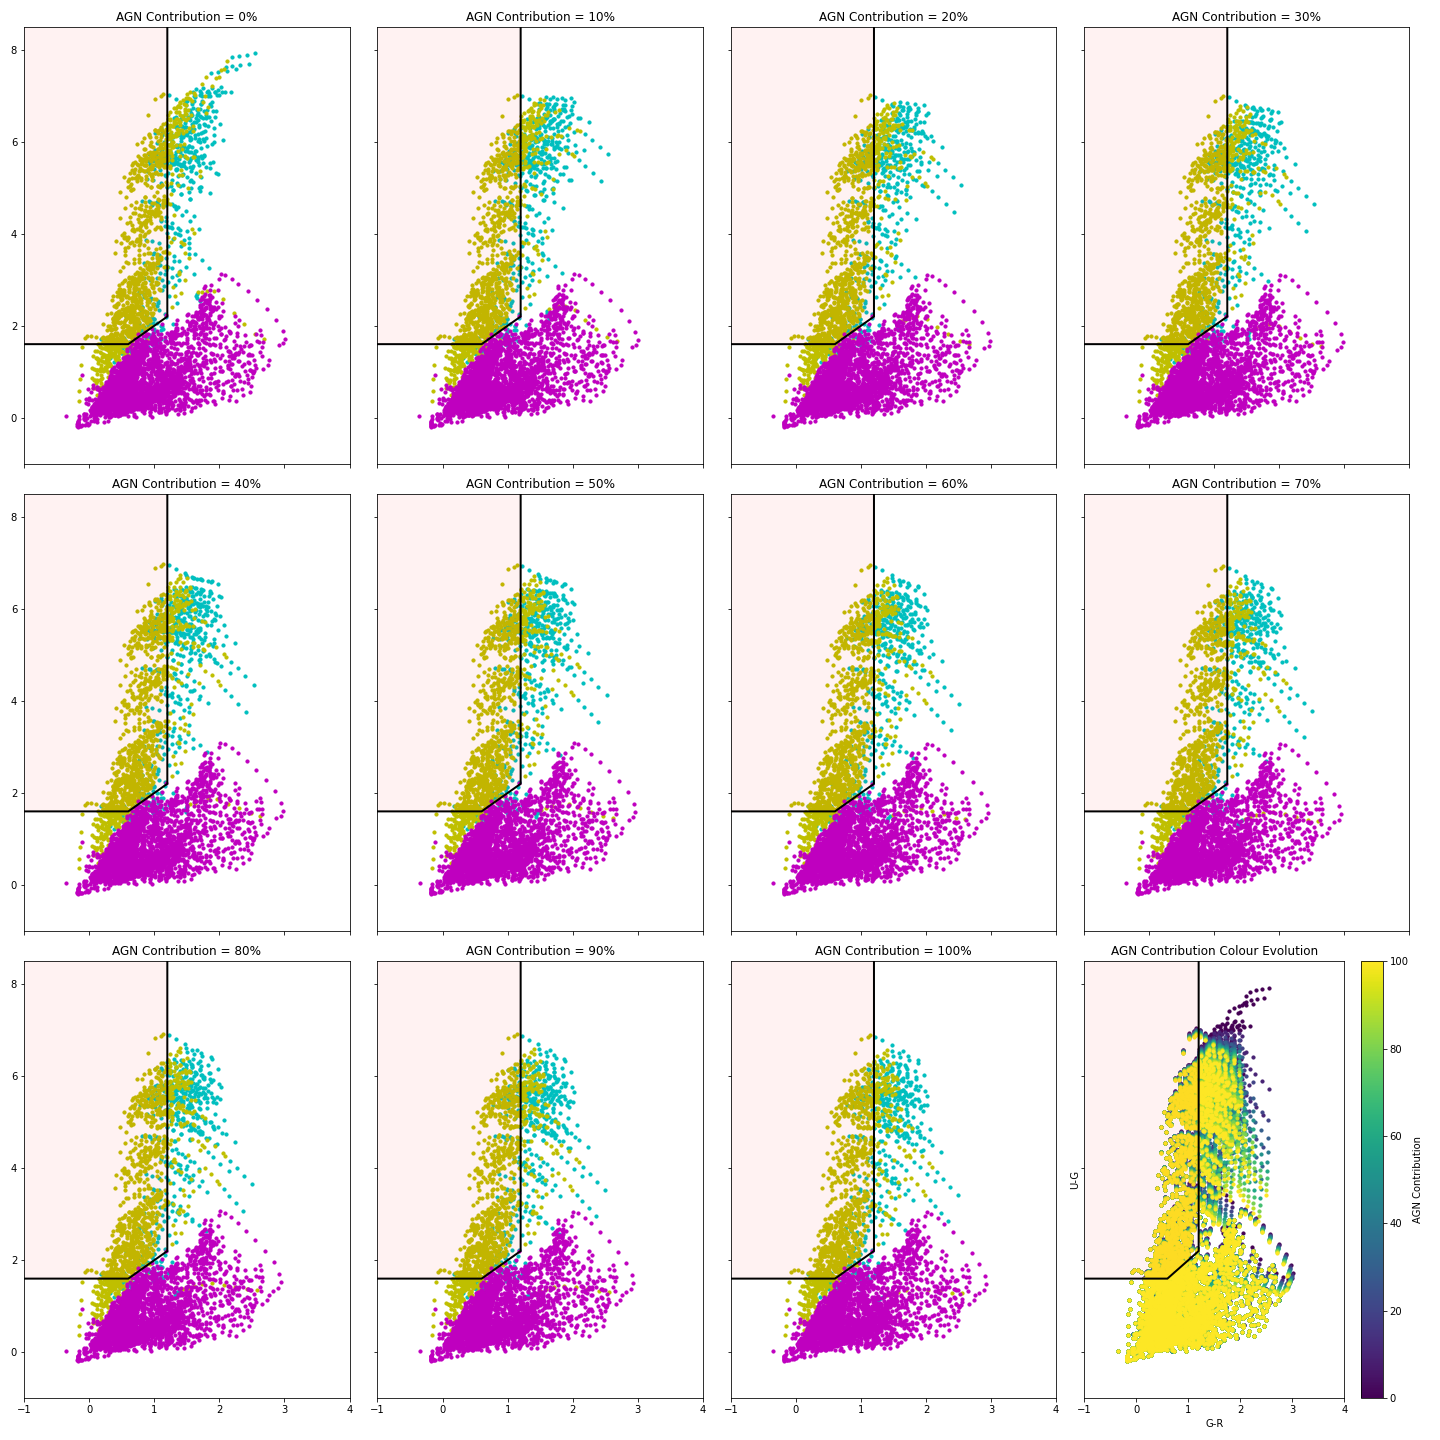 AGN Contribution = 0%
AGN Contribution = 10%
AGN Contribution = 20%
AGN Contribution = 30%
8
6
4
2
0
AGN Contribution = 40%
AGN Contribution = 50%
AGN Contribution = 60%
AGN Contribution = 70%
8
6
4
2
0
AGN Contribution = 80%
AGN Contribution = 90%
AGN Contribution = 100%
AGN Contribution Colour Evolution
8
6
4
2
0
−1 0 1 2 3 4
−1 0 1 2 3 4
−1 0 1 2 3 4
−1 0 1 2 3 4
U-G
G-R
100
80
60
40
20
0
AGN Contribution